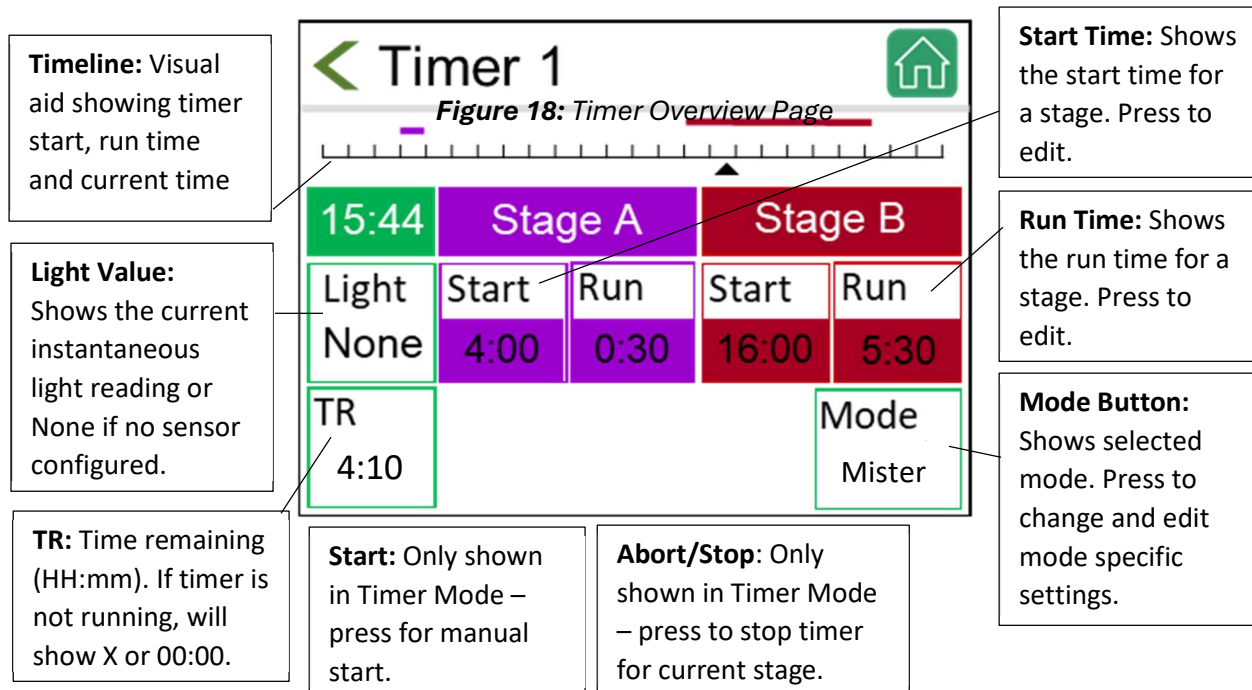 Timeline: Visual
aid showing timer
start, run time
and current time
Light Value:
Shows the current
instantaneous
light reading or
None if no sensor
configured.
TR: Time remaining
(HH:mm). If timer is
not running, will
show X or 00:00.
Timer 1
Figure 18: Timer Overview Page
15:44
Stage A
Stage B
Light
None
Start
4:00
Run
0:30
Start
16:00
Run
5:30
TR
4:10
Mode
Mister
Start: Only shown
in Timer Mode –
press for manual
start.
Abort/Stop: Only
shown in Timer Mode
– press to stop timer
for current stage.
Start Time: Shows
the start time for
a stage. Press to
edit.
Run Time: Shows
the run time for a
stage. Press to
edit.
Mode Button:
Shows selected
mode. Press to
change and edit
mode specific
settings.